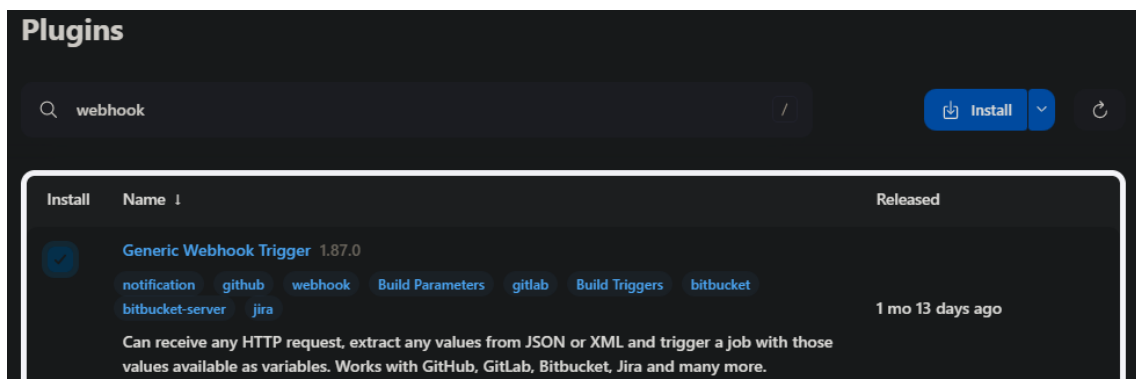 Plugins
webhook
/
Install
Install Name ↓ Released
Generic Webhook Trigger 1.87.0
notification github webhook Build Parameters gitlab Build Triggers bitbucket
bitbucket-server jira
1 mo 13 days ago
Can receive any HTTP request, extract any values from JSON or XML and trigger a job with those
values available as variables. Works with GitHub, GitLab, Bitbucket, Jira and many more.